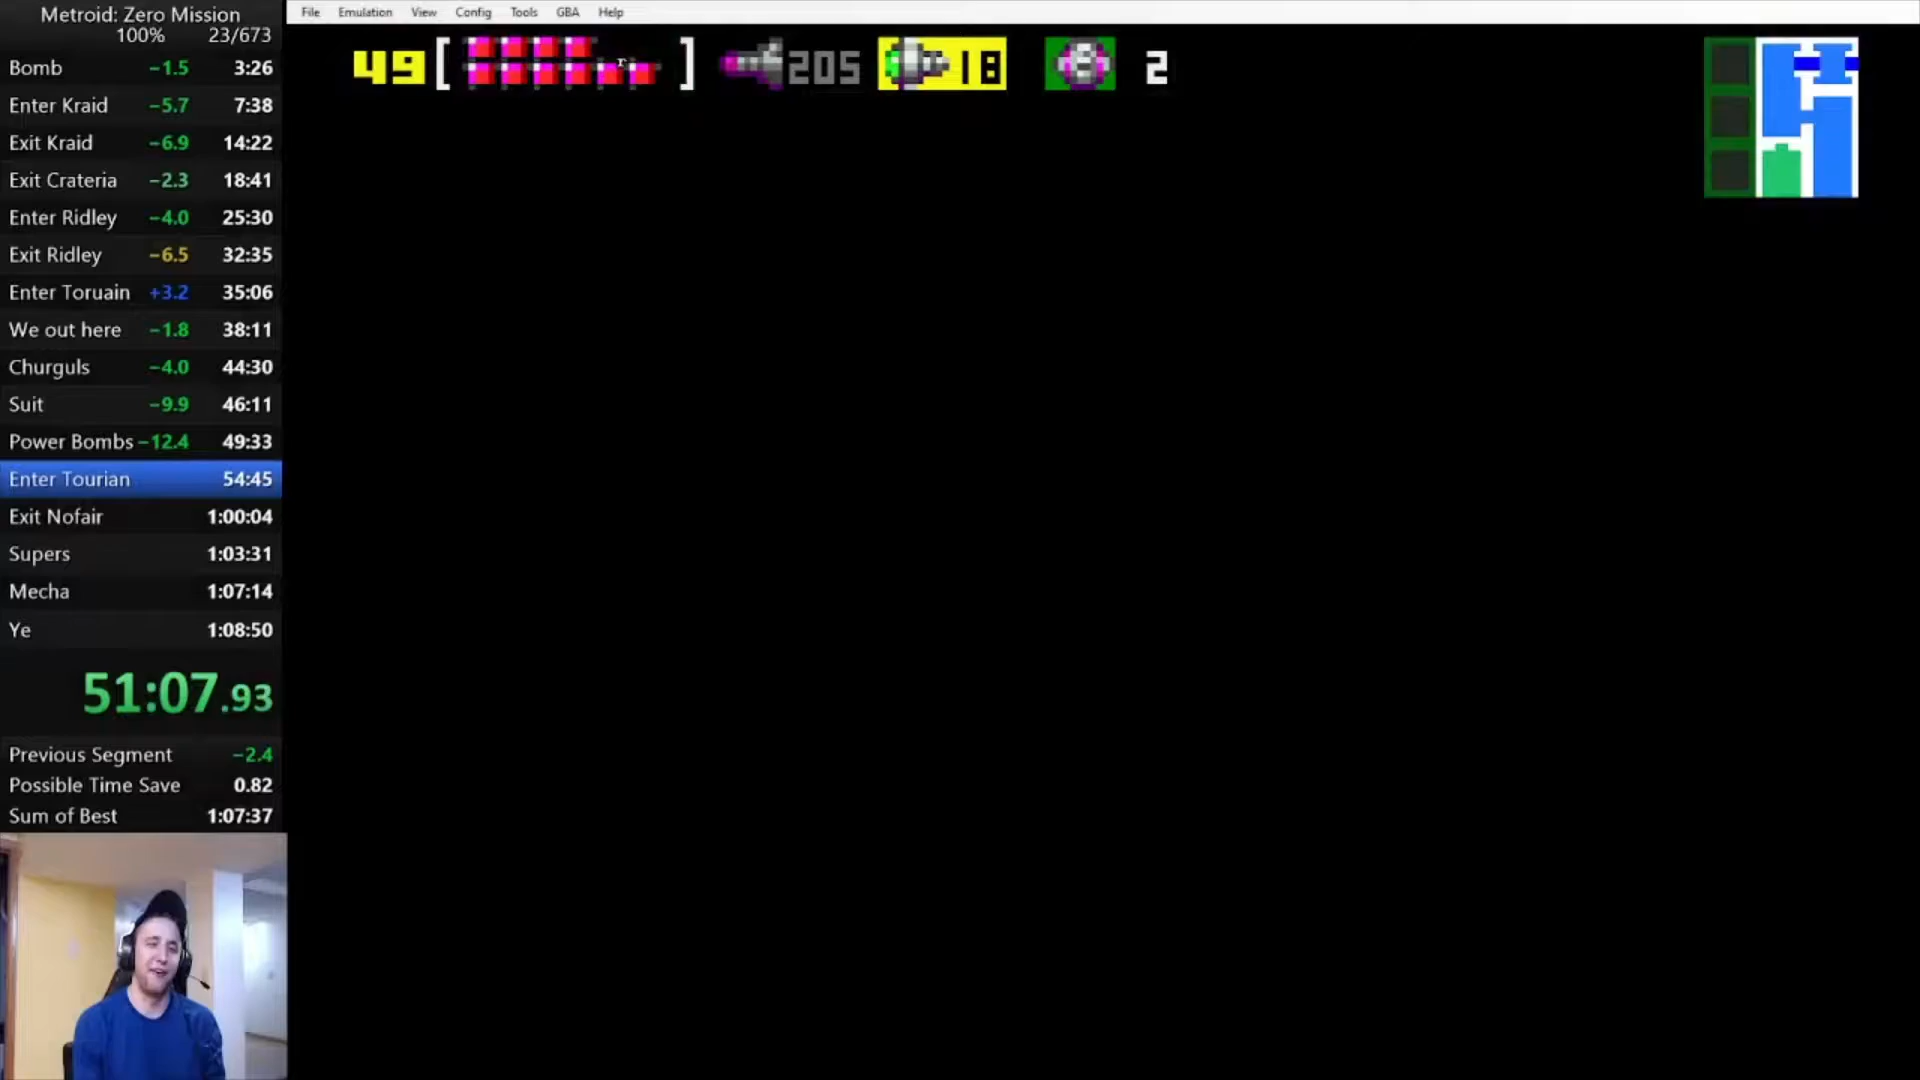 Metroid: Zero Mission
100% 23/673
Bomb -1.5 3:26
Enter Kraid -5.7 7:38
Exit Kraid -6.9 14:22
Exit Crateria -2.3 18:41
Enter Ridley -4.0 25:30
Exit Ridley -6.5 32:35
Enter Toruain +3.2 35:06
We out here -1.8 38:11
Churguls -4.0 44:30
Suit -9.9 46:11
Power Bombs -12.4 49:33
Enter Tourian 54:45
Exit Nofair 1:00:04
Supers 1:03:31
Mecha 1:07:14
Ye 1:08:50
51:07.93
Previous Segment -2.4
Possible Time Save 0.82
Sum of Best 1:07:37
File Emulation View Config Tools GBA Help
49 [ r ] 205 18 2